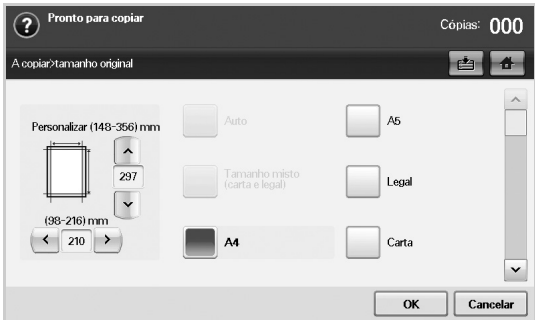 Pronto para copiar
Cópias: 000
A copiar>tamanho original
Personalizar (148-356) mm
297
(98-216) mm
210
Auto
Tamanho misto
(carta e legal)
A4
A5
Legal
Carta
OK
Cancelar